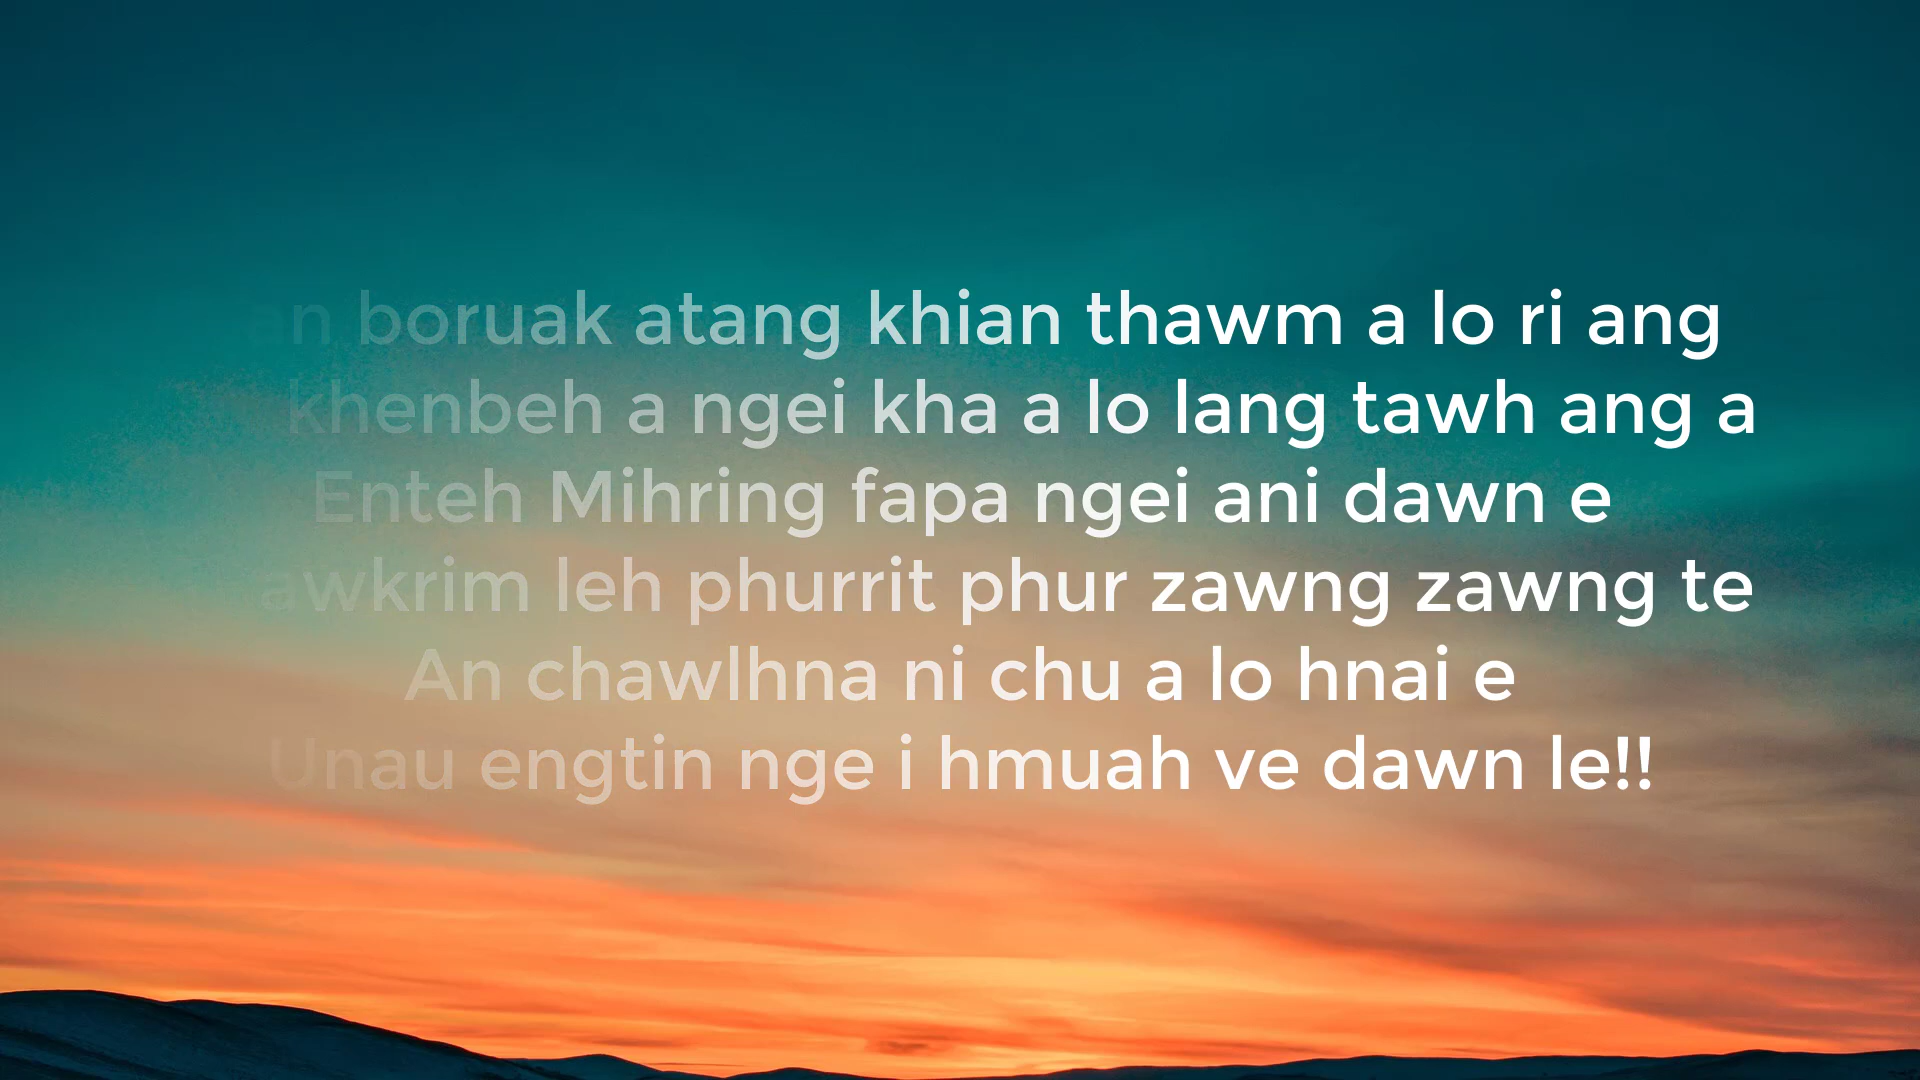 boruak atang khian thawm a lo ri ang
khenbeh a ngei kha a lo lang tawh ang a
Enteh Mihring fapa ngei ani dawn e
leh phurrit phur zawng zawng te
An chawlhna ni chu a lo hnai e
Unau engtin nge i hmuah ve dawn le!!